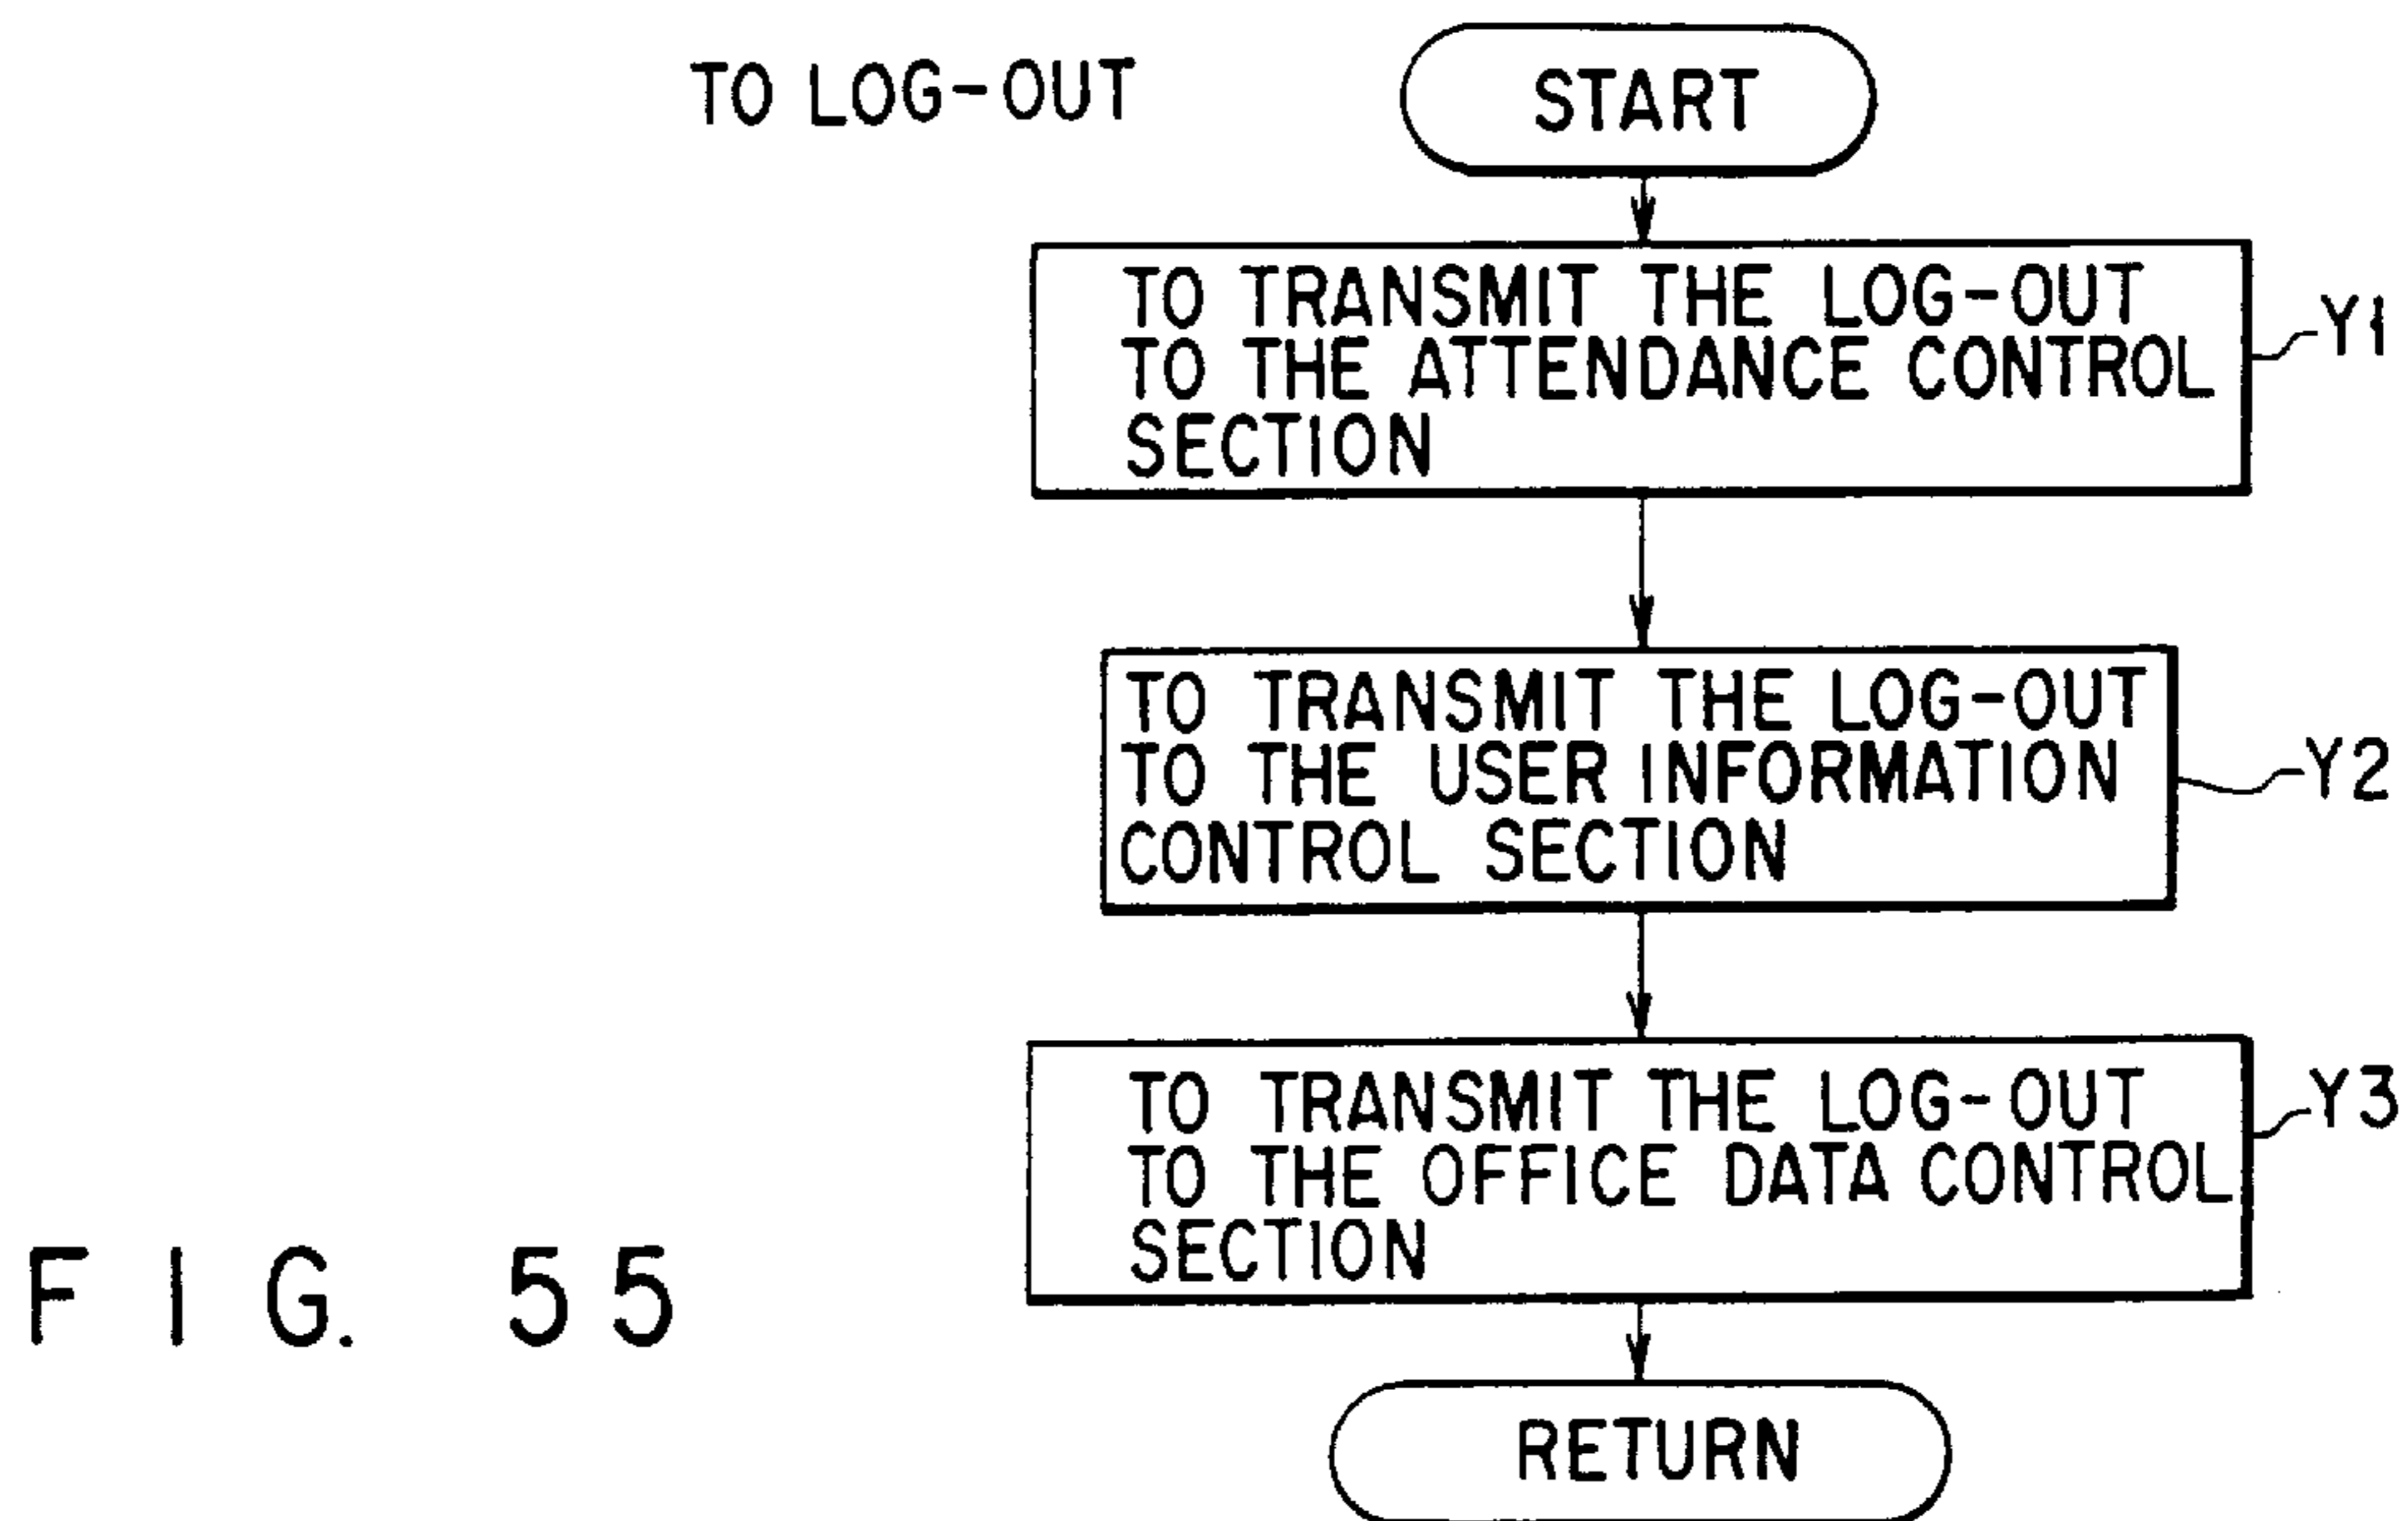 TO LOG-OUT
START
TO TRANSMIT THE LOG-OUT
TO THE ATTENDANCE CONTROL
SECTION
Y1
TO TRANSMIT THE LOG-OUT
TO THE USER INFORMATION
CONTROL SECTION
Y2
TO TRANSMIT THE LOG-OUT
TO THE OFFICE DATA CONTROL
SECTION
Y3
RETURN
FIG. 55